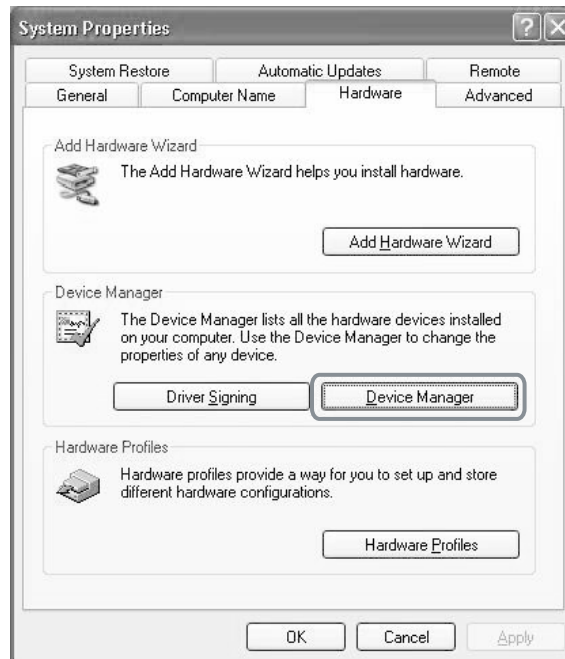 System Properties
System Restore Automatic Updates Remote
General Computer Name Hardware Advanced
Add Hardware Wizard
The Add Hardware Wizard helps you install hardware.
Add Hardware Wizard
Device Manager
The Device Manager lists all the hardware devices installed
on your computer. Use the Device Manager to change the
properties of any device.
Driver Signing Device Manager
Hardware Profiles
Hardware profiles provide a way for you to set up and store
different hardware configurations.
Hardware Profiles
OK Cancel Apply